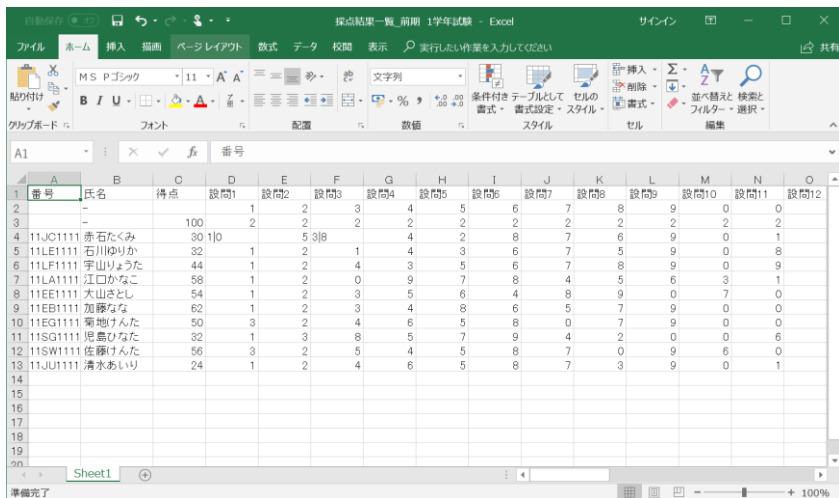 自動保存 オフ 採点結果一覧_前期 1学年試験 - Excel サインイン
ファイル ホーム 挿入 描画 ページ レイアウト 数式 データ 校閲 表示 実行したい作業を入力してください 共有
貼り付け MS Pゴシック 11 文字列 条件付き書式 テーブルとして書式設定 セルのスタイル 挿入 削除 書式 並べ替えと フィルター 検索と 選択
クリップボード フォント 配置 数値 スタイル セル 編集
A1 fx 番号
A B C D E F G H I J K L M N O
1 番号 氏名 得点 設問1 設問2 設問3 設問4 設問5 設問6 設問7 設問8 設問9 設問10 設問11 設問12
2 - 1 2 3 4 5 6 7 8 9 0 0
3 - 100 2 2 2 2 2 2 2 2 2 2 2
4 11JC1111 赤石たくみ 30 1|0 5 3|8 4 2 8 7 6 9 0 1
5 11LE1111 石川ゆりか 32 1 2 1 4 3 6 7 5 9 0 8
6 11LF1111 宇山りょうた 44 1 2 4 3 5 6 7 8 9 0 9
7 11LA1111 江口かなこ 58 1 2 0 9 7 8 4 5 6 3 1
8 11EE1111 大山さとし 54 1 2 3 5 6 4 8 9 0 7 0
9 11EB1111 加藤なな 62 1 2 3 4 8 6 5 7 9 0 0
10 11EG1111 菊地けんた 50 3 2 4 6 5 8 0 7 9 0 0
11 11SG1111 児島ひなた 32 1 3 8 5 7 9 4 2 0 0 6
12 11SW1111 佐藤けんた 56 3 2 5 4 5 8 7 0 9 6 0
13 11JU1111 清水あいり 24 1 2 4 6 5 8 7 3 9 0 1
14
15
16
17
18
19
20
Sheet1
準備完了 100%